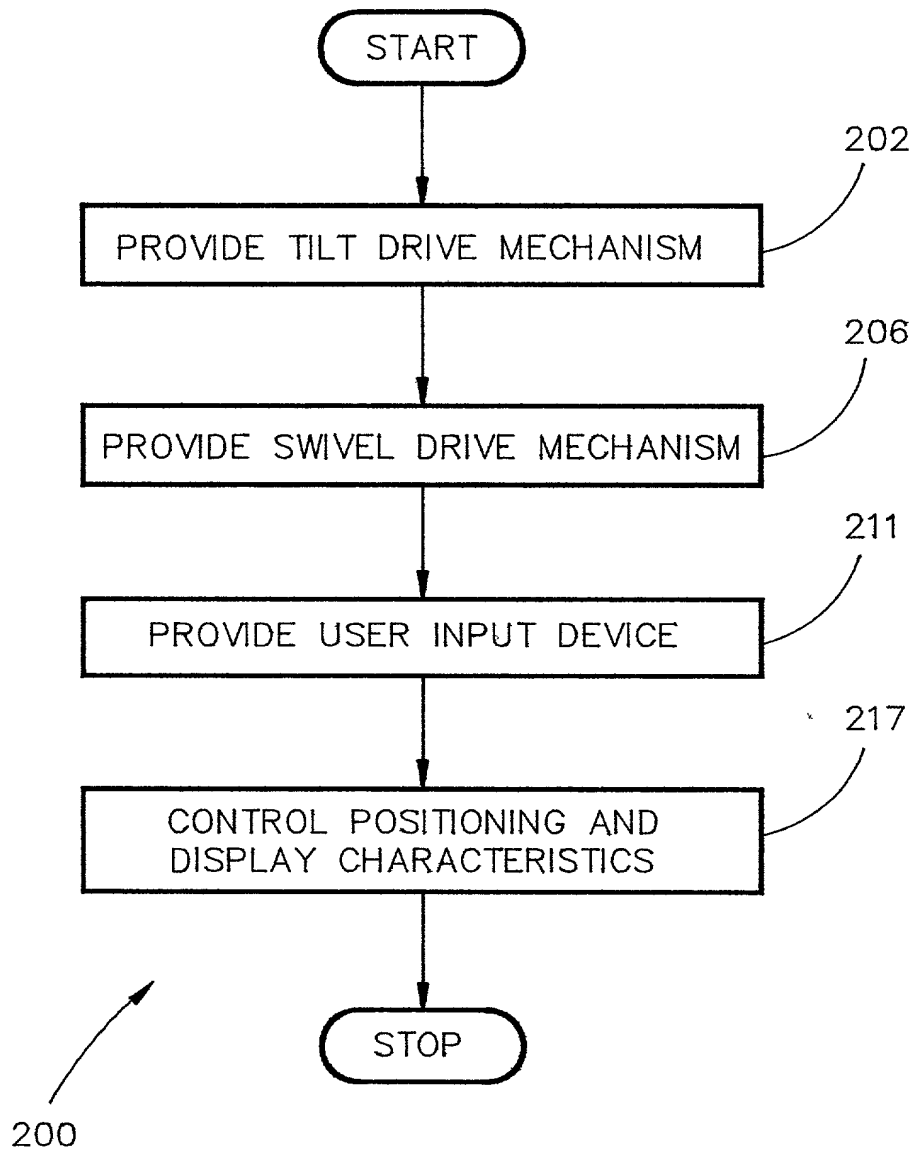 START
202
PROVIDE TILT DRIVE MECHANISM
206
PROVIDE SWIVEL DRIVE MECHANISM
211
PROVIDE USER INPUT DEVICE
217
CONTROL POSITIONING AND
DISPLAY CHARACTERISTICS
STOP
200